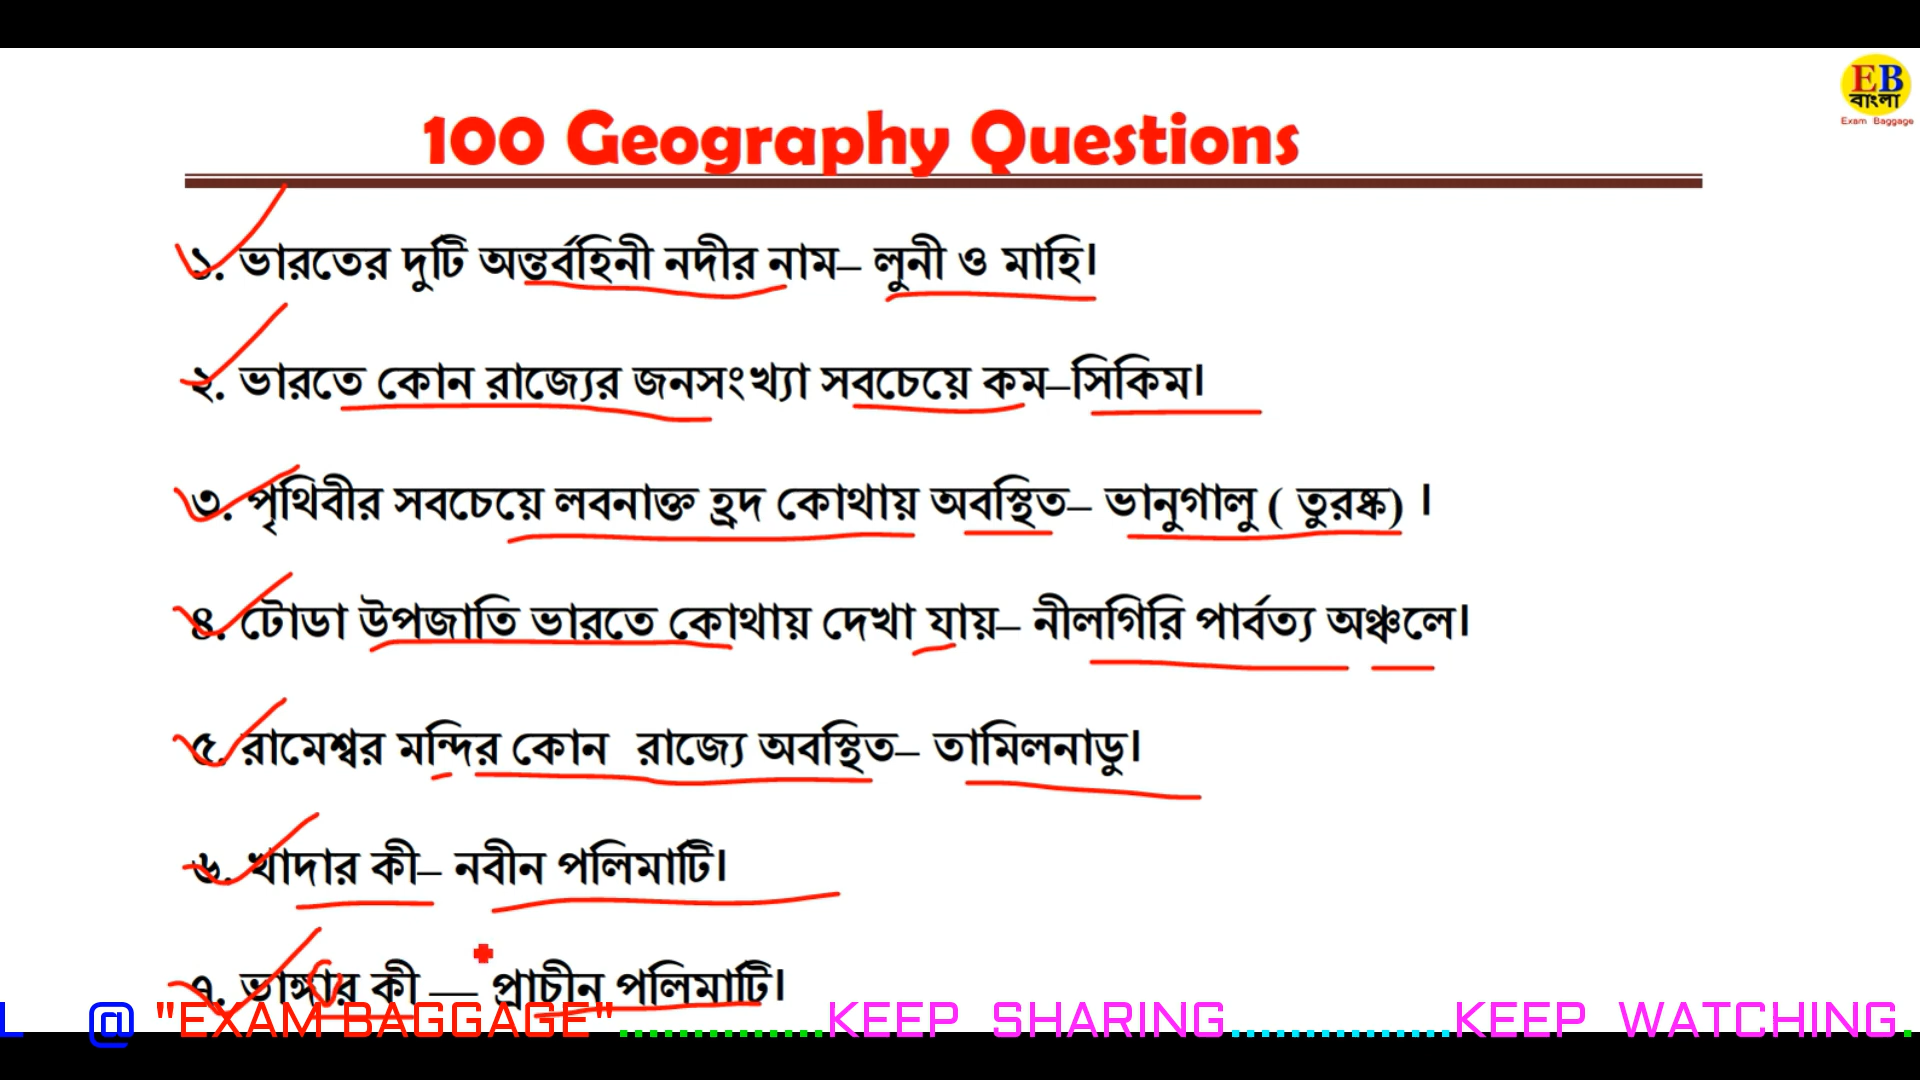 EB
বাংলা
Exam Baggage
100 Geography Questions
১. ভারতের দুটি অন্তর্বহিনী নদীর নাম– লুনী ও মাহি।
২. ভারতে কোন রাজ্যের জনসংখ্যা সবচেয়ে কম–সিকিম।
৩. পৃথিবীর সবচেয়ে লবনাক্ত হ্রদ কোথায় অবস্থিত– ভানুগালু ( তুরষ্ক) ।
৪. টোডা উপজাতি ভারতে কোথায় দেখা যায়– নীলগিরি পার্বত্য অঞ্চলে।
৫. রামেশ্বর মন্দির কোন রাজ্যে অবস্থিত– তামিলনাডু।
৬. খাদার কী– নবীন পলিমাটি।
৭. ভাঙ্গার কী — প্রাচীন পলিমাটি।
L @ "EXAM BAGGAGE"..............KEEP SHARING...............KEEP WATCHING.